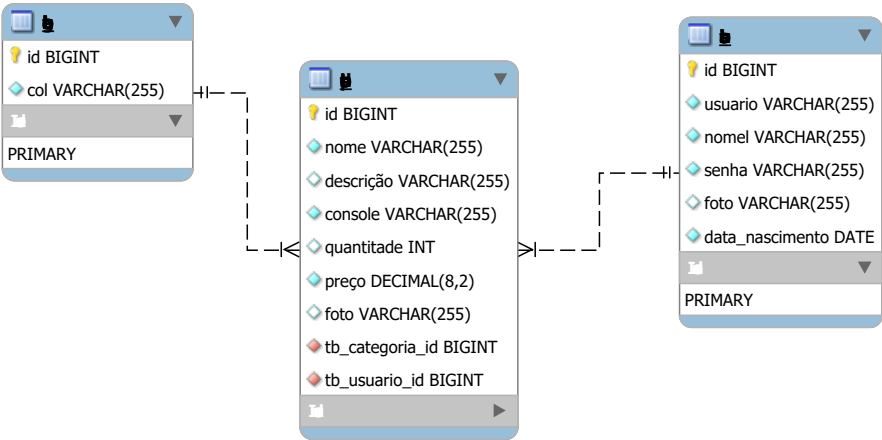 id BIGINT
col VARCHAR(255)
PRIMARY
id BIGINT
nome VARCHAR(255)
descrição VARCHAR(255)
console VARCHAR(255)
quantitade INT
preço DECIMAL(8,2)
foto VARCHAR(255)
tb_categoria_id BIGINT
tb_usuario_id BIGINT
id BIGINT
usuario VARCHAR(255)
nomel VARCHAR(255)
senha VARCHAR(255)
foto VARCHAR(255)
data_nascimento DATE
PRIMARY